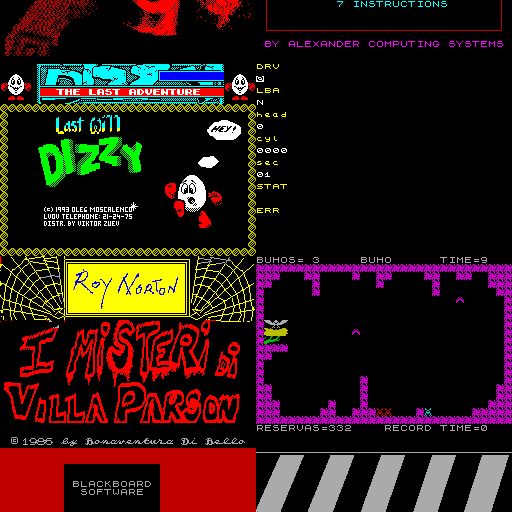 7 INSTRUCTIONS
BY ALEXANDER COMPUTING SYSTEMS
THE LAST ADVENTURE
Last Will
DIZZY
HEY!
(c) 1993 OLEG MOSCALENCO
LVOV TELEPHONE: 21-24-75
DISTR. BY VIKTOR ZUEV
DRV
0
LBA
N
head
0
cyl
0000
sec
01
STAT
ERR
ROY NORTON
I MISTERI DI
VILLA PARSON
©1986 by Bonaventura Di Bello
BUHOS= 3 BUHO TIME=9
RESERVAS=332 RECORD TIME=0
BLACKBOARD
SOFTWARE